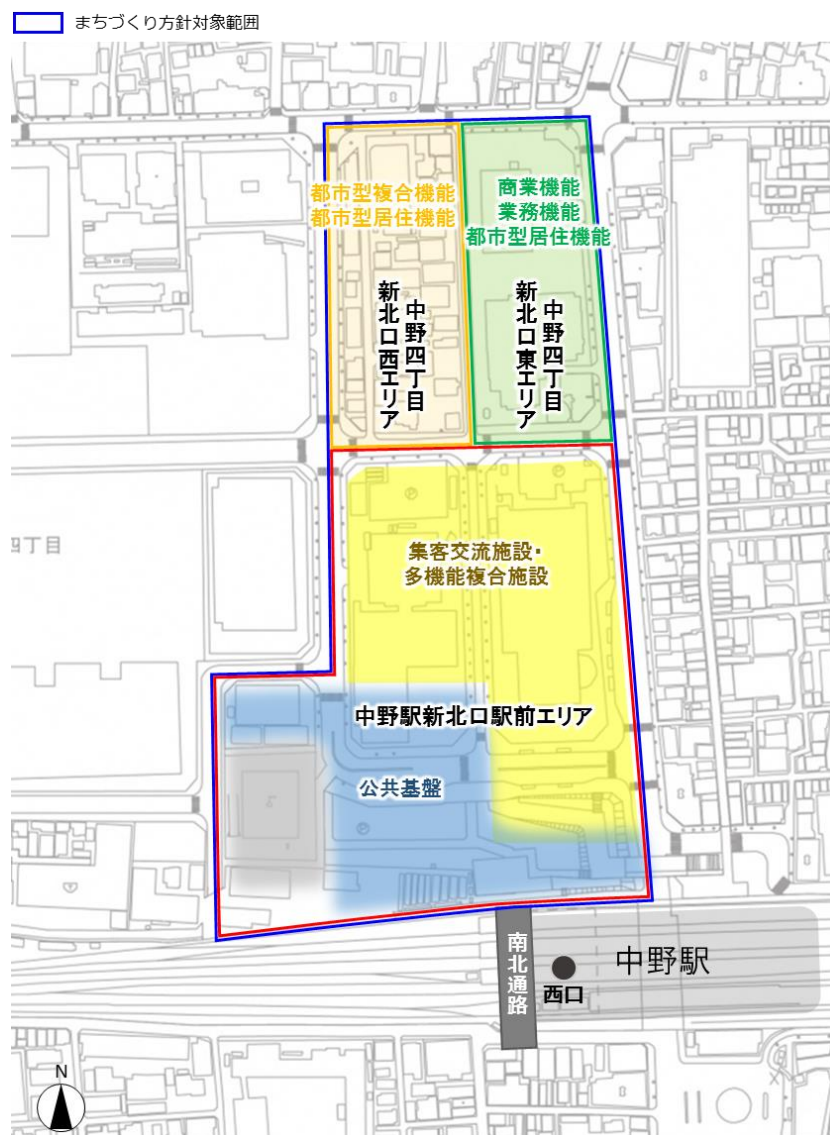 まちづくり方針対象範囲
都市型複合機能
都市型居住機能
商業機能
業務機能
都市型居住機能
中野四丁目
新北口西エリア
中野四丁目
新北口東エリア
四丁目
集客交流施設・
多機能複合施設
中野駅新北口駅前エリア
公共基盤
南北通路
中野駅
西口
N